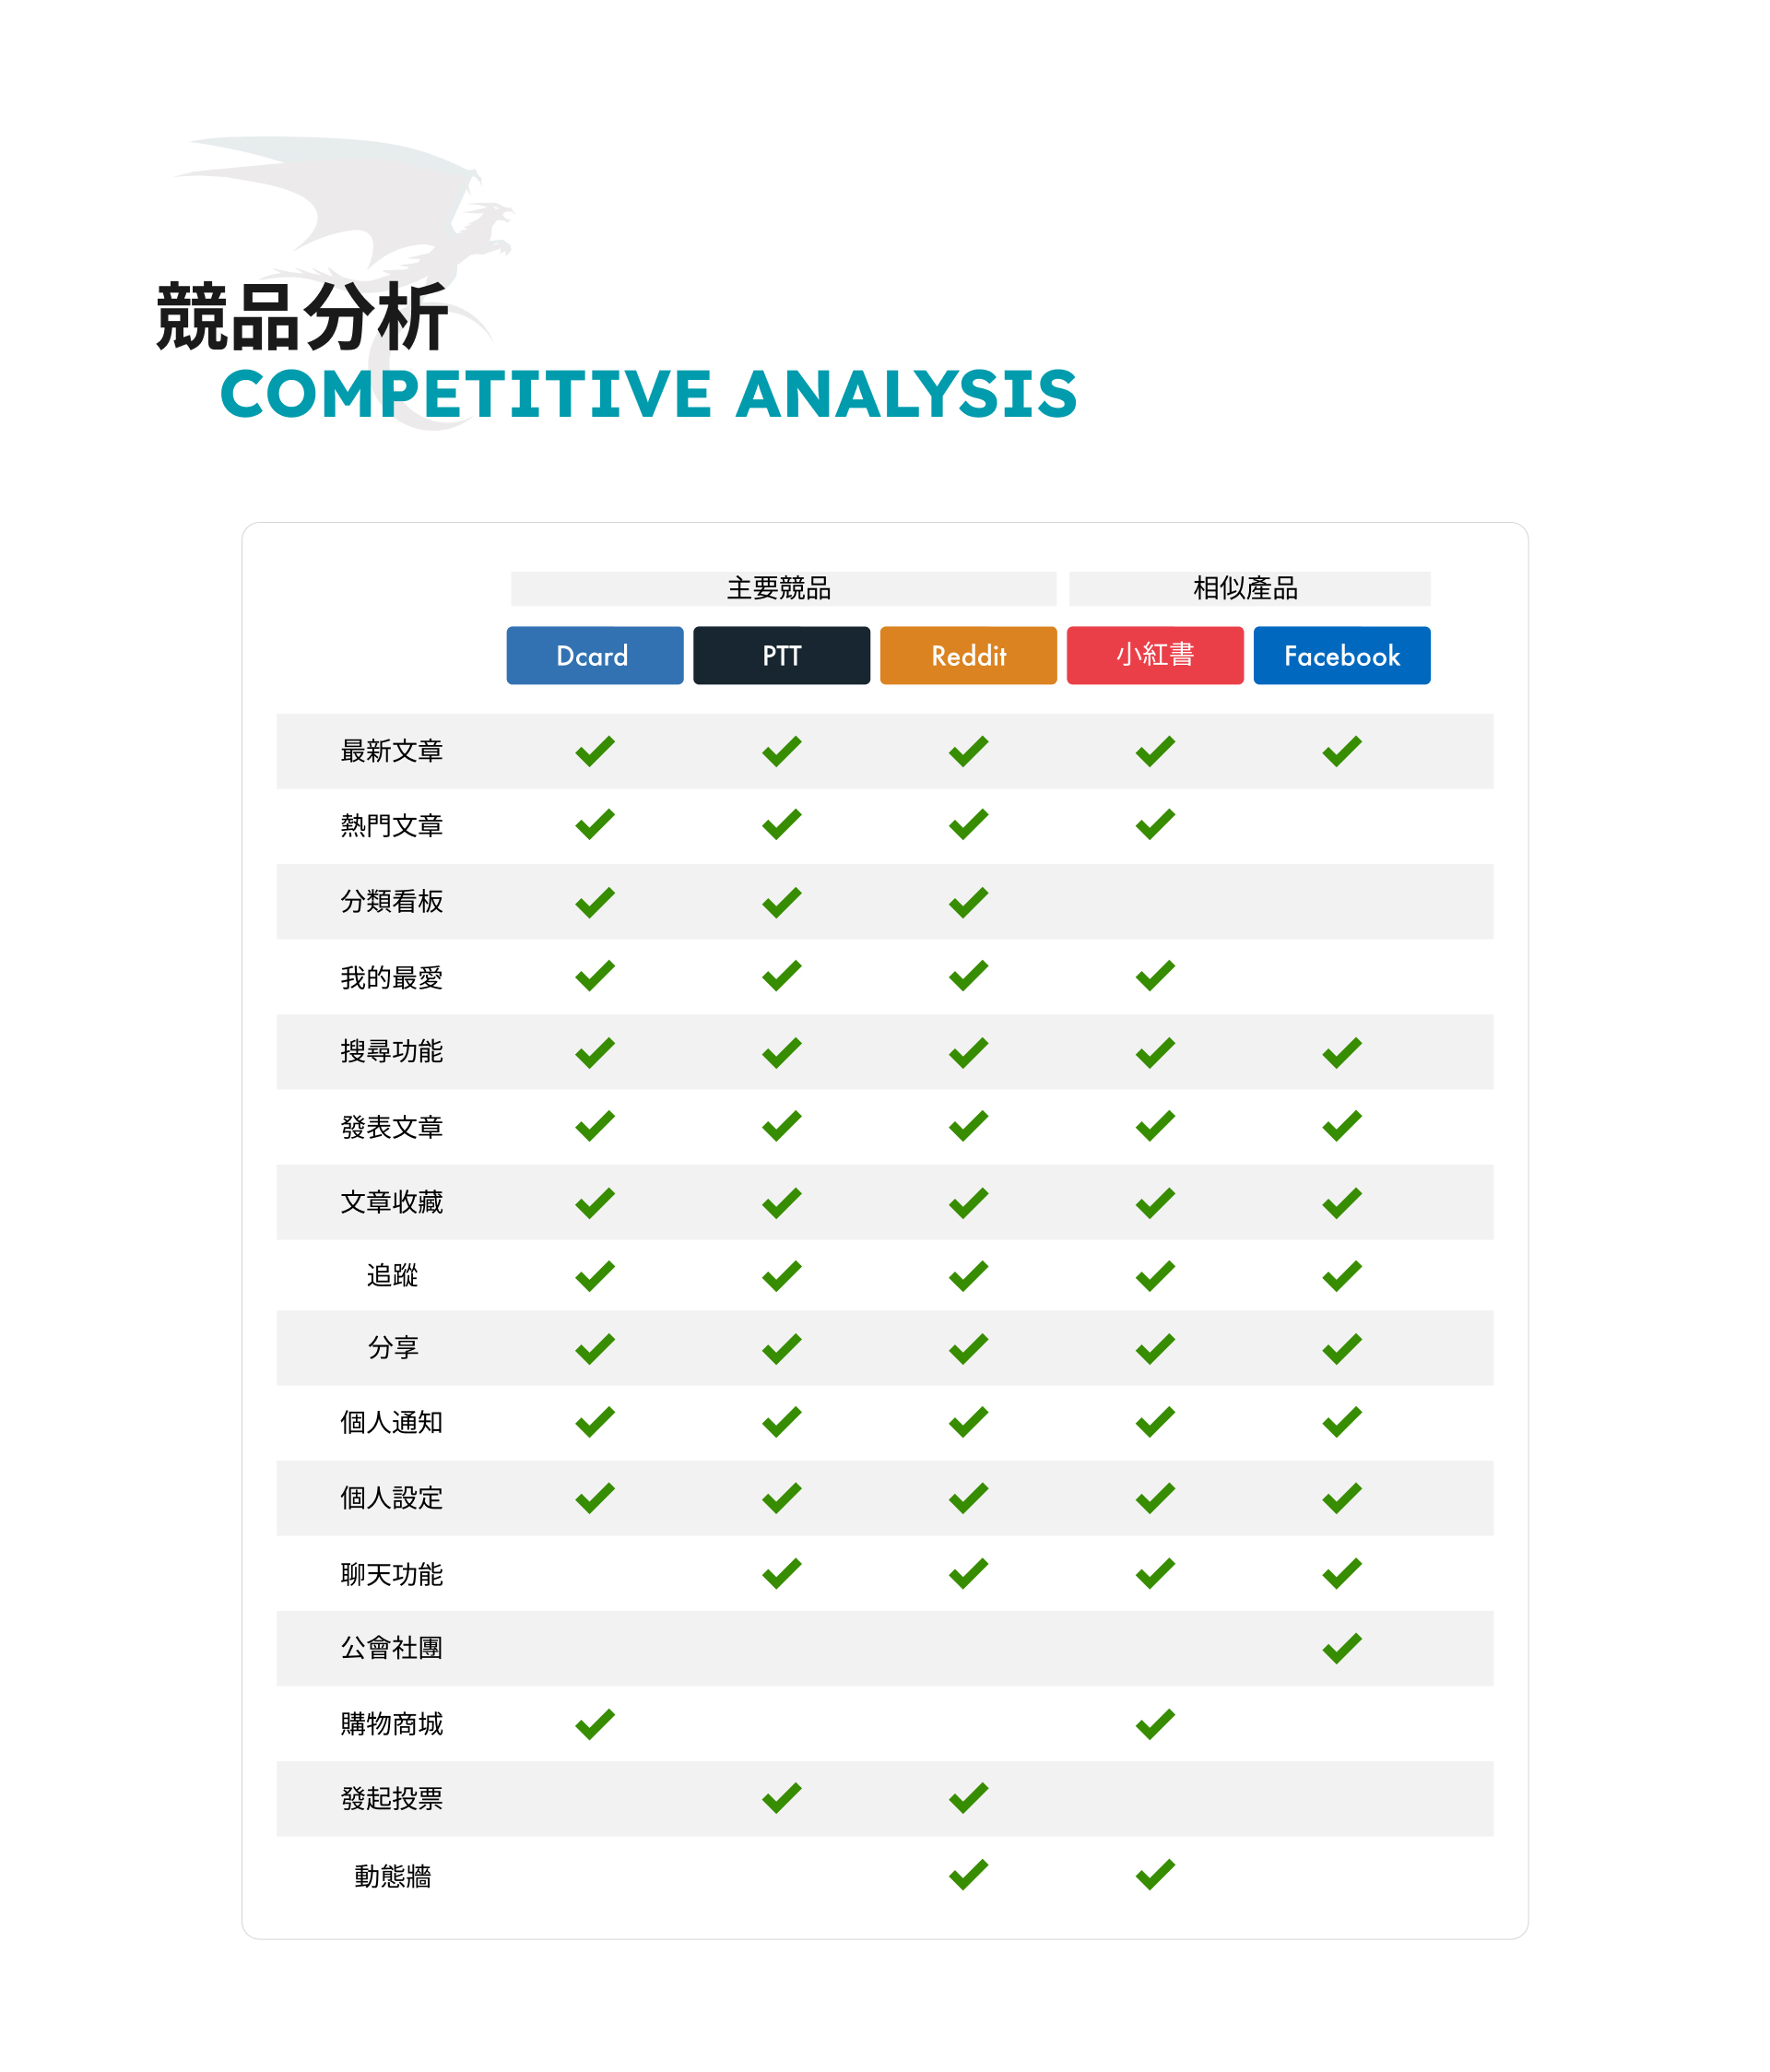 競品分析
COMPETITIVE ANALYSIS
主要競品 相似產品
Dcard PTT Reddit 小紅書 Facebook
最新文章
熱門文章
分類看板
我的最愛
搜尋功能
發表文章
文章收藏
追蹤
分享
個人通知
個人設定
聊天功能
公會社團
購物商城
發起投票
動態牆